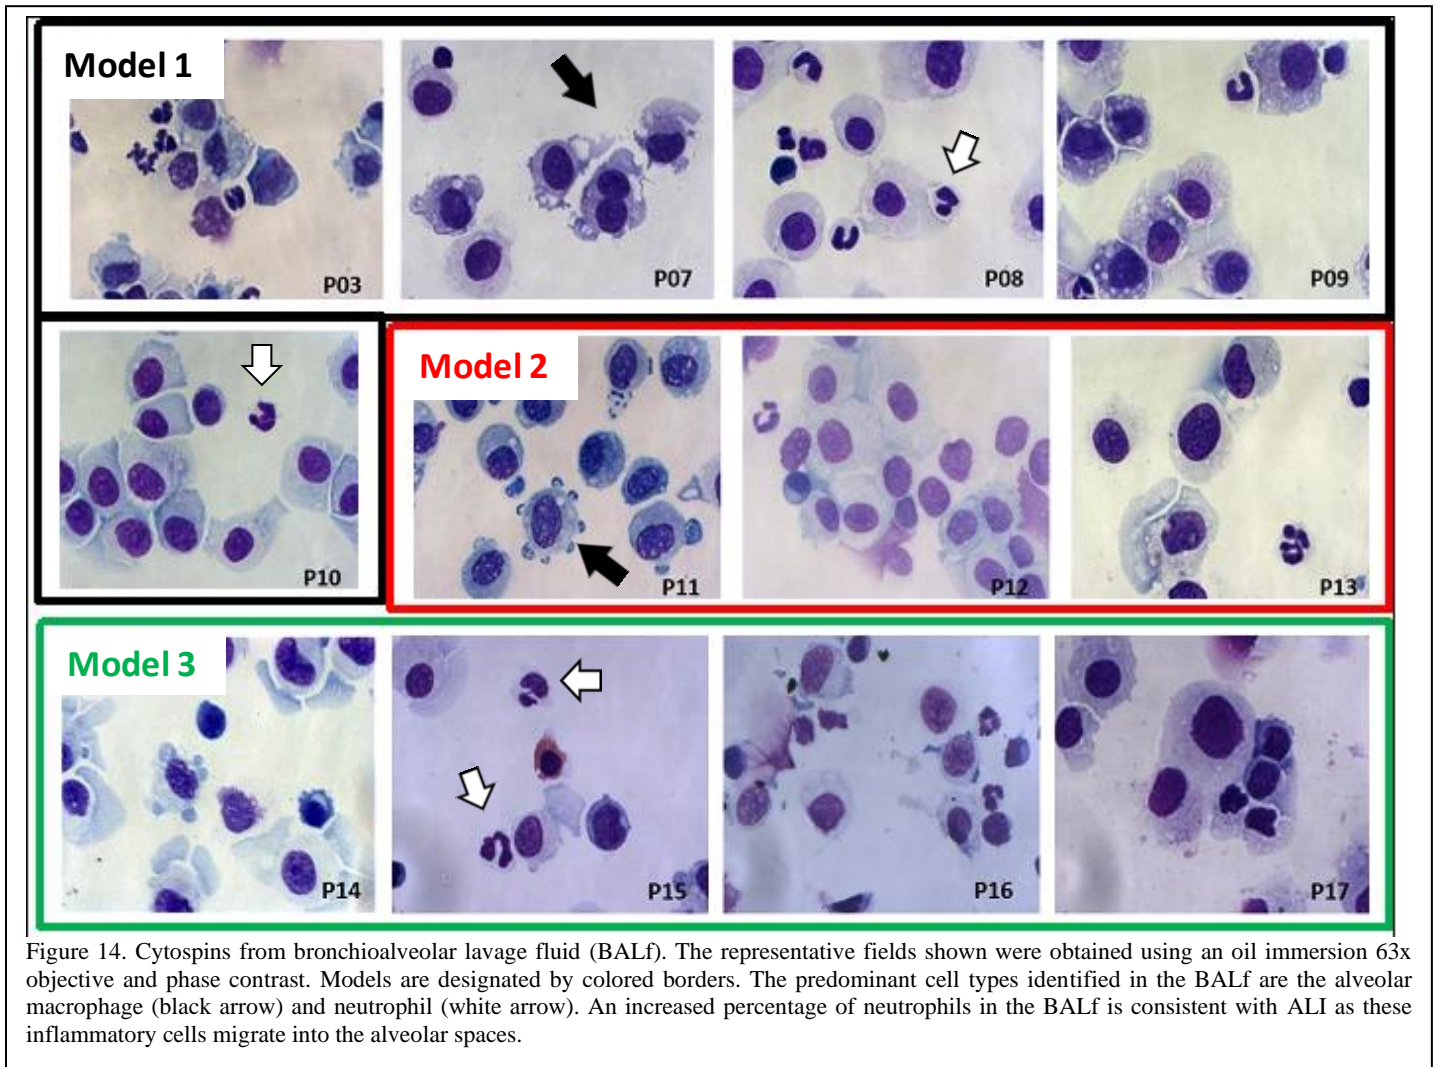 Model 1
P03
P07
P08
P09
P10
Model 2
P11
P12
P13
Model 3
P14
P15
P16
P17
Figure 14. Cytospins from bronchioalveolar lavage fluid (BALf). The representative fields shown were obtained using an oil immersion 63x
objective and phase contrast. Models are designated by colored borders. The predominant cell types identified in the BALf are the alveolar
macrophage (black arrow) and neutrophil (white arrow). An increased percentage of neutrophils in the BALf is consistent with ALI as these
inflammatory cells migrate into the alveolar spaces.